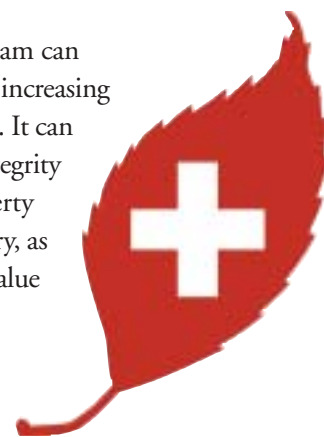 am can
increasing
. It can
egrity
erty
ry, as
alue